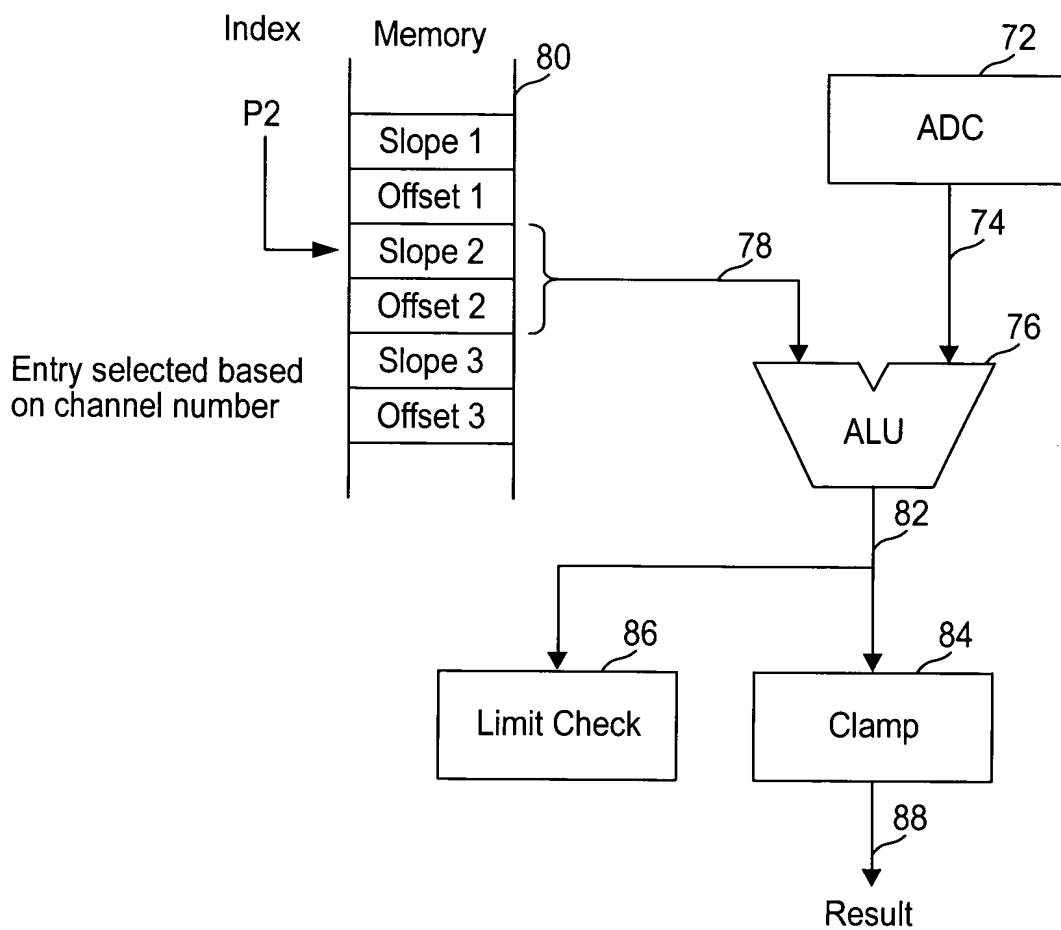 Index
Memory
80
72
P2
ADC
Slope 1
Offset 1
74
Slope 2
78
Offset 2
76
Entry selected based
on channel number
Slope 3
Offset 3
ALU
82
86
84
Limit Check
Clamp
88
Result